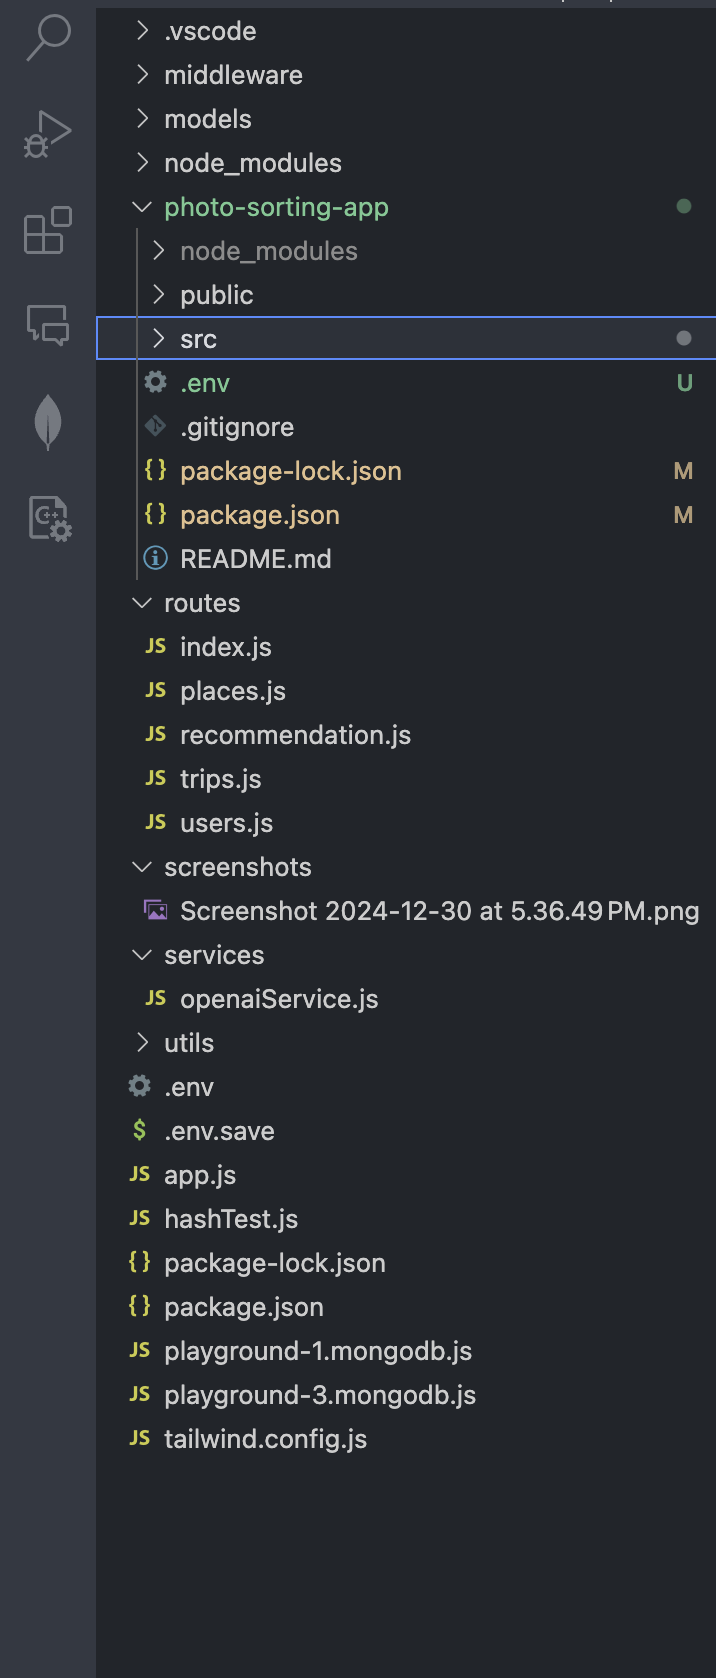 .vscode
middleware
models
node_modules
photo-sorting-app
node_modules
public
src
.env U
.gitignore
{} package-lock.json M
{} package.json M
README.md
routes
JS index.js
JS places.js
JS recommendation.js
JS trips.js
JS users.js
screenshots
Screenshot 2024-12-30 at 5.36.49 PM.png
services
JS openaiService.js
utils
.env
$ .env.save
JS app.js
JS hashTest.js
{} package-lock.json
{} package.json
JS playground-1.mongodb.js
JS playground-3.mongodb.js
JS tailwind.config.js
C++